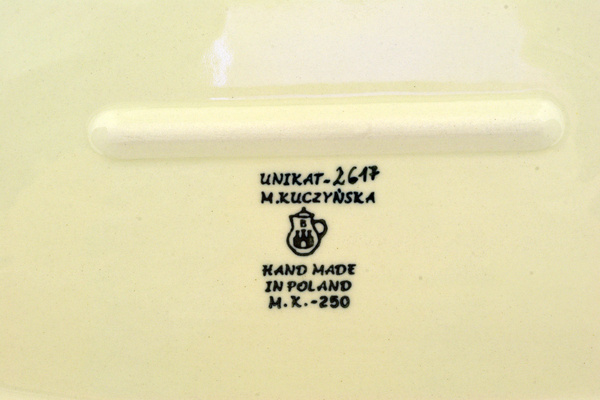 UNIKAT-2617
M.KUCZYŃSKA
B
HAND MADE
IN POLAND
M.K.-250